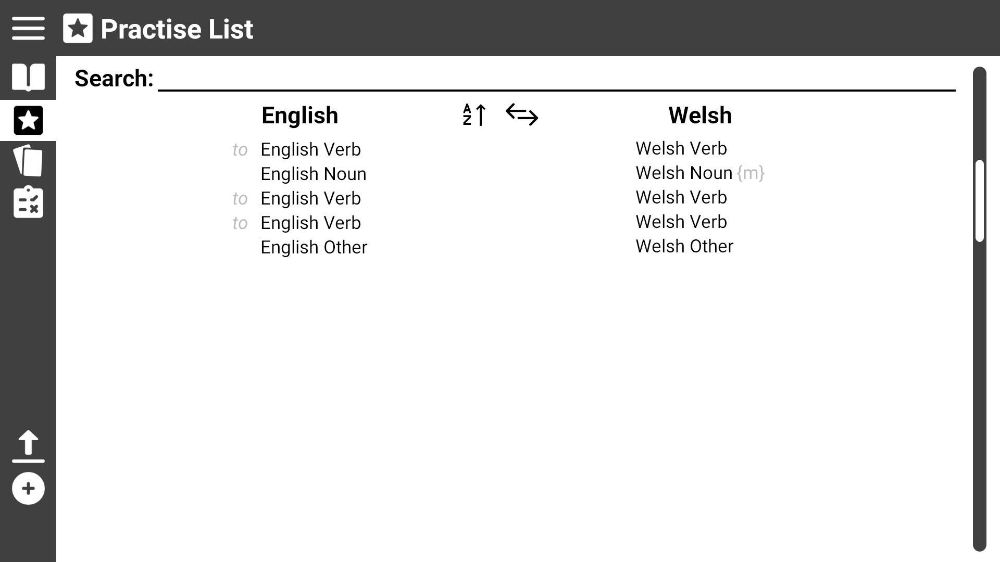 Practise List
Search:
English Welsh
to English Verb Welsh Verb
English Noun Welsh Noun {m}
to English Verb Welsh Verb
to English Verb Welsh Verb
English Other Welsh Other